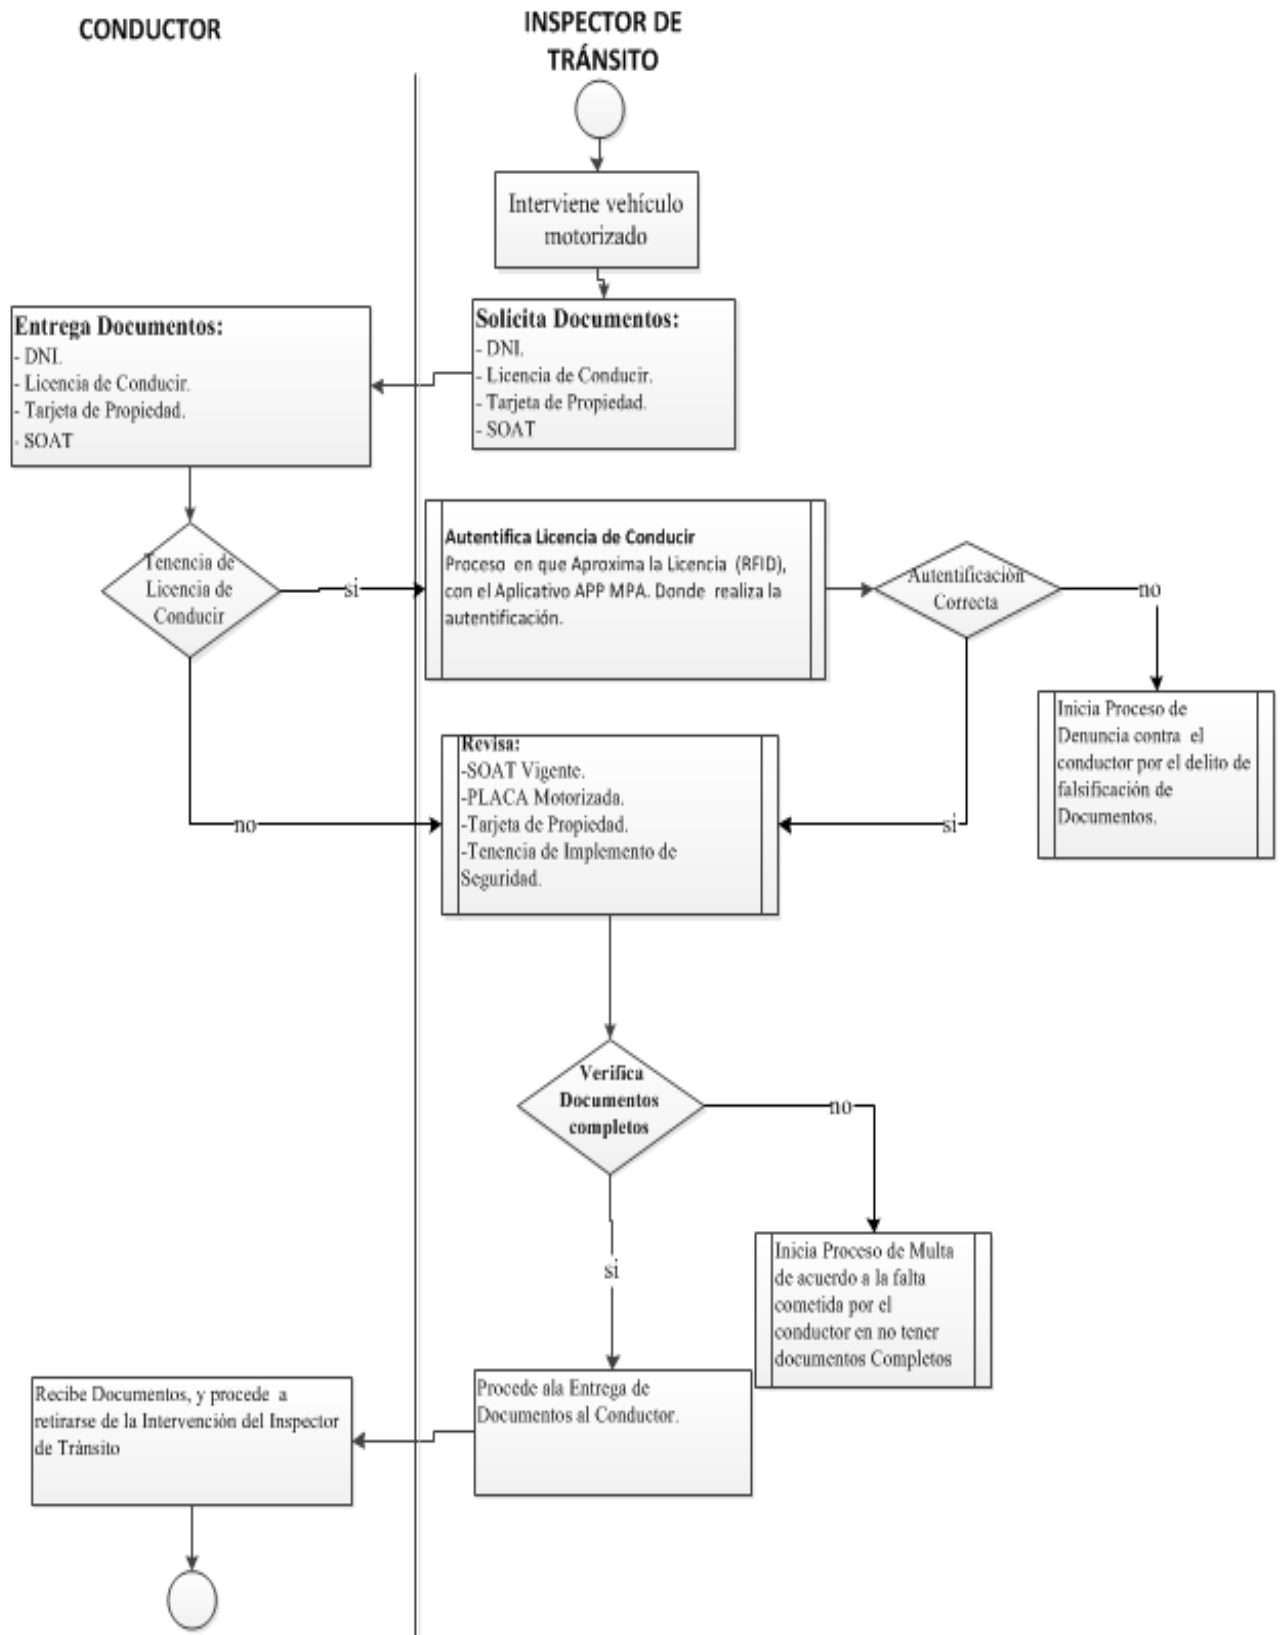 CONDUCTOR
INSPECTOR DE
TRÁNSITO
Interviene vehículo
motorizado
Solicita Documentos:
- DNI.
- Licencia de Conducir.
- Tarjeta de Propiedad.
- SOAT
Entrega Documentos:
- DNI.
- Licencia de Conducir.
- Tarjeta de Propiedad.
- SOAT
Tenencia de
Licencia de
Conducir
si
no
Autentifica Licencia de Conducir
Proceso en que Aproxima la Licencia (RFID),
con el Aplicativo APP MPA. Donde realiza la
autentificación.
Autentificación
Correcta
no
si
Inicia Proceso de
Denuncia contra el
conductor por el delito de
falsificación de
Documentos.
Revisa:
-SOAT Vigente.
-PLACA Motorizada.
-Tarjeta de Propiedad.
-Tenencia de Implemento de
Seguridad.
Verifica
Documentos
completos
no
si
Inicia Proceso de Multa
de acuerdo a la falta
cometida por el
conductor en no tener
documentos Completos
Procede ala Entrega de
Documentos al Conductor.
Recibe Documentos, y procede a
retirarse de la Intervención del Inspector
de Tránsito